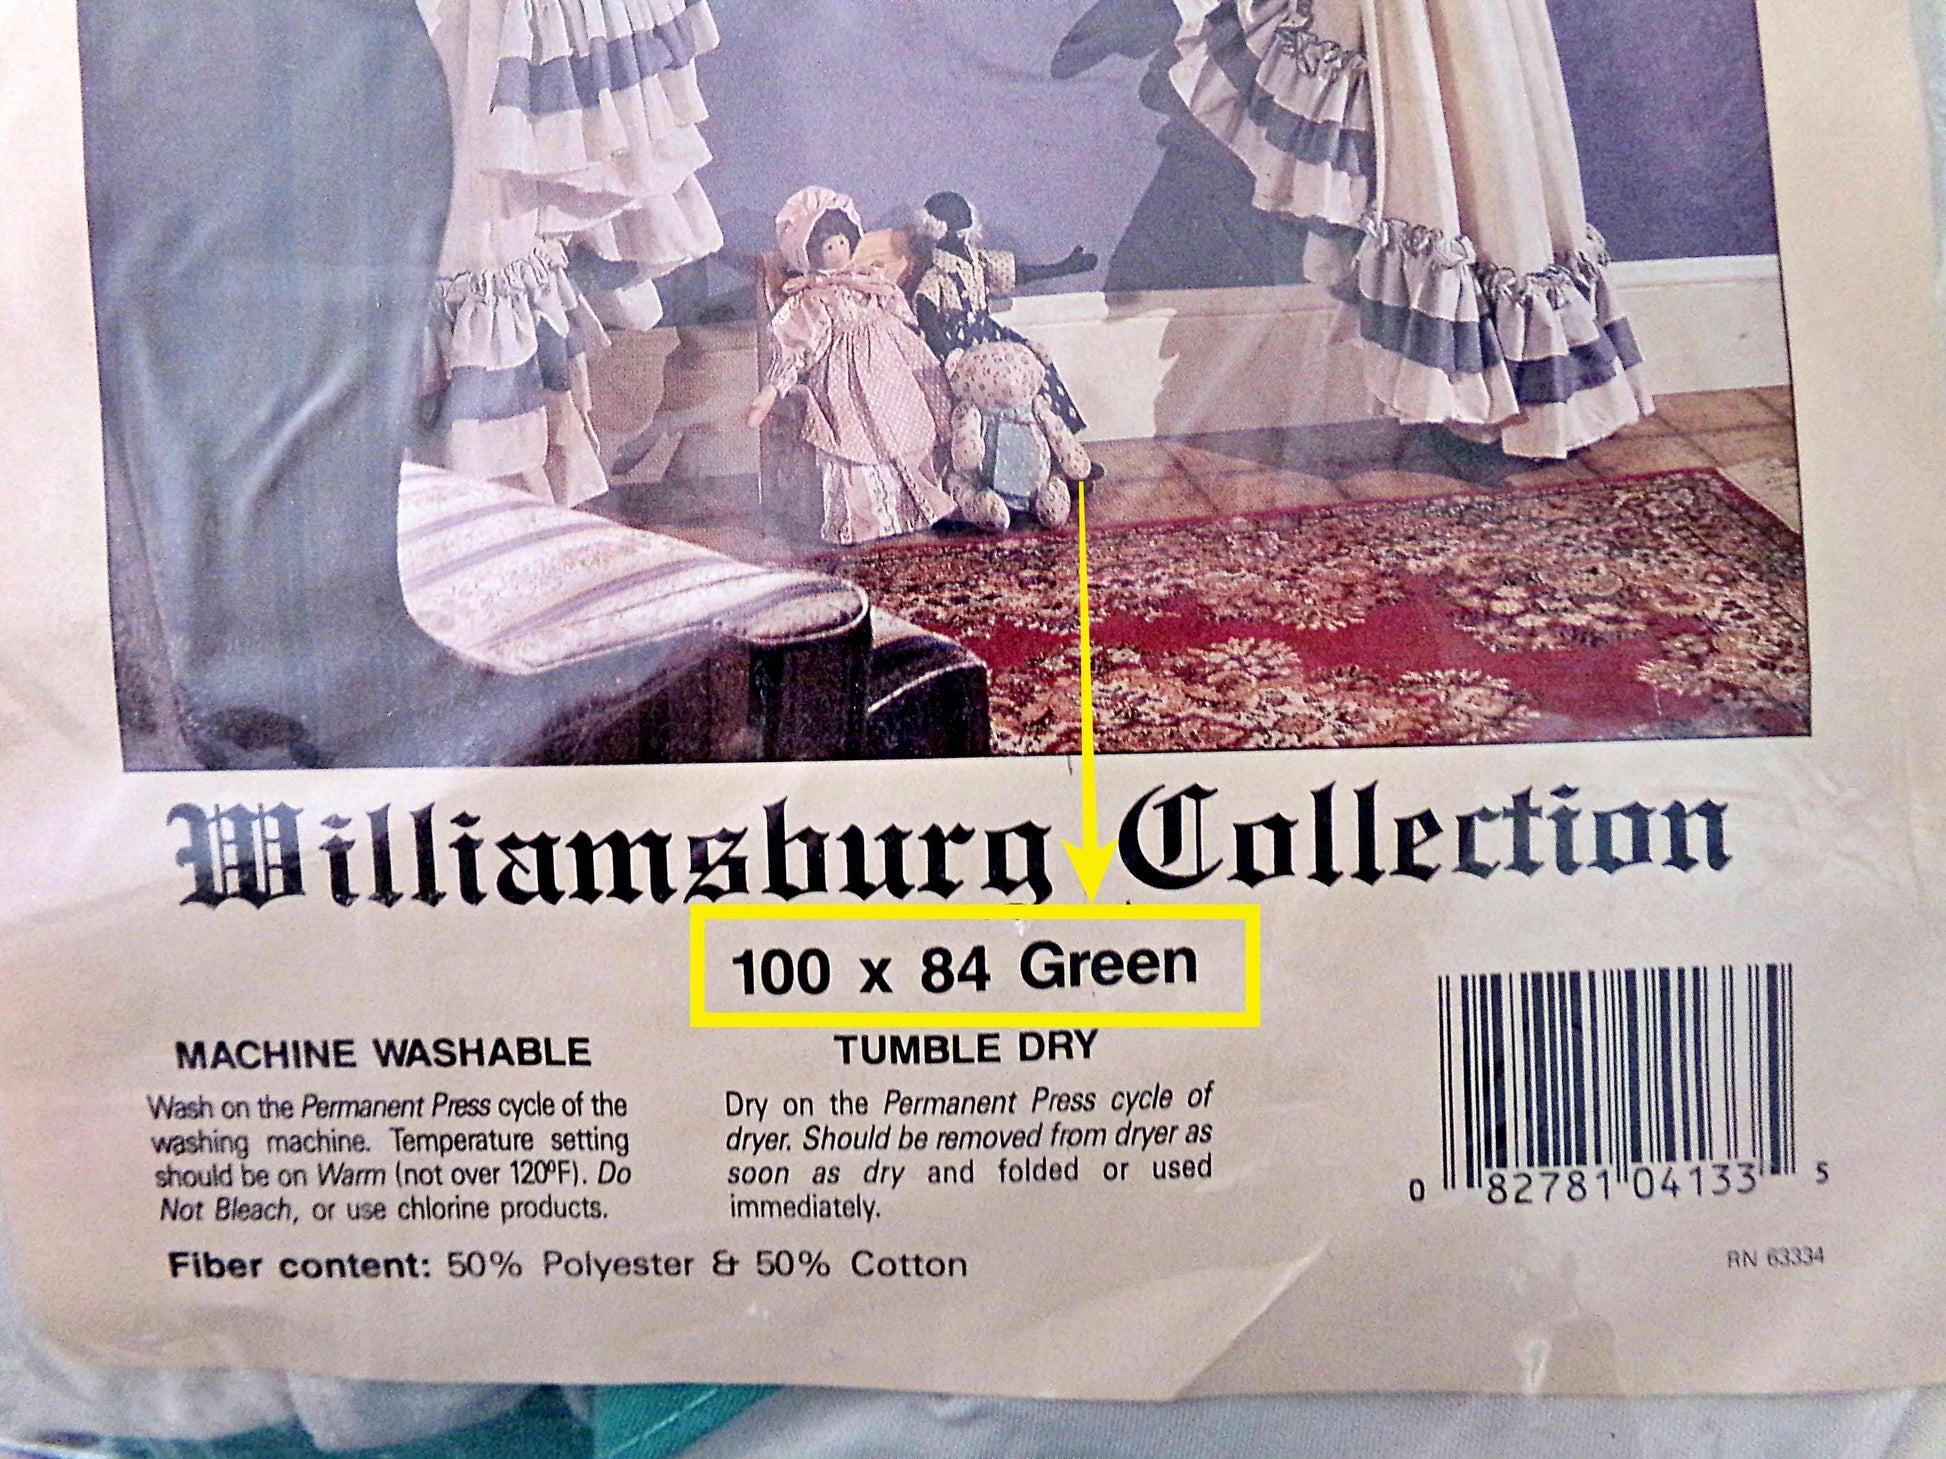 Williamsburg Collection
100 x 84 Green
MACHINE WASHABLE
Wash on the Permanent Press cycle of the
washing machine. Temperature setting
should be on Warm (not over 120ºF). Do
Not Bleach, or use chlorine products.
TUMBLE DRY
Dry on the Permanent Press cycle of
dryer. Should be removed from dryer as
soon as dry and folded or used
immediately.
Fiber content: 50% Polyester & 50% Cotton
0 82781 04133 5
RN 63334